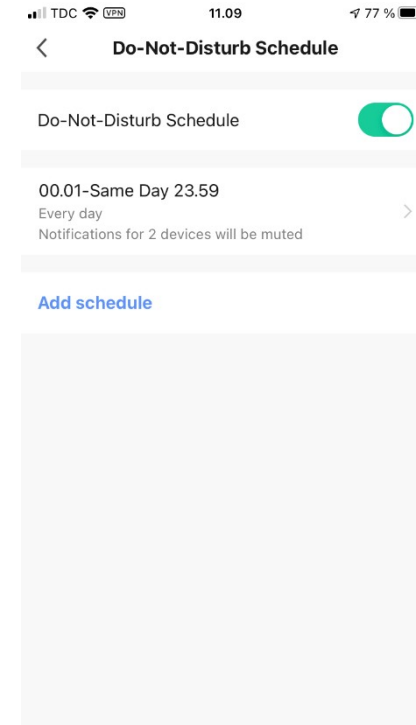 TDC VPN 11.09 77 %
Do-Not-Disturb Schedule
Do-Not-Disturb Schedule
00.01-Same Day 23.59
Every day
Notifications for 2 devices will be muted
Add schedule